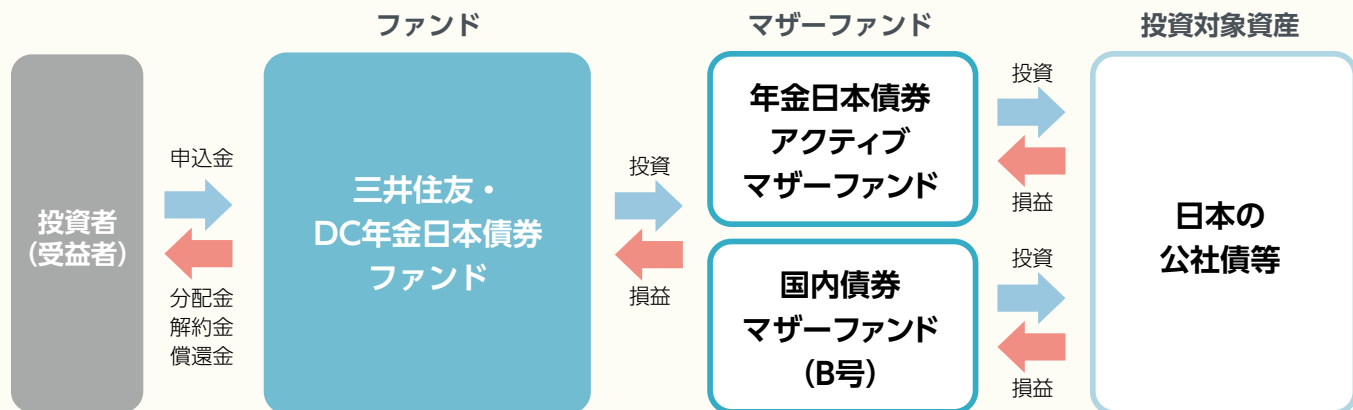 ファンド
マザーファンド
投資対象資産
投資者
(受益者)
申込金
分配金
解約金
償還金
三井住友・
DC年金日本債券
ファンド
投資
損益
年金日本債券
アクティブ
マザーファンド
国内債券
マザーファンド
(B号)
投資
損益
投資
損益
日本の
公社債等